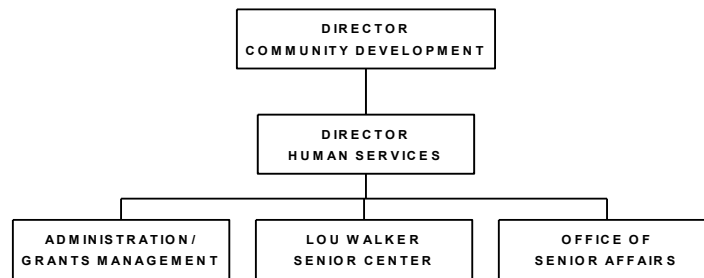 DIRECTOR
COMMUNITY DEVELOPMENT
DIRECTOR
HUMAN SERVICES
ADMINISTRATION/
GRANTS MANAGEMENT
LOU WALKER
SENIOR CENTER
OFFICE OF
SENIOR AFFAIRS